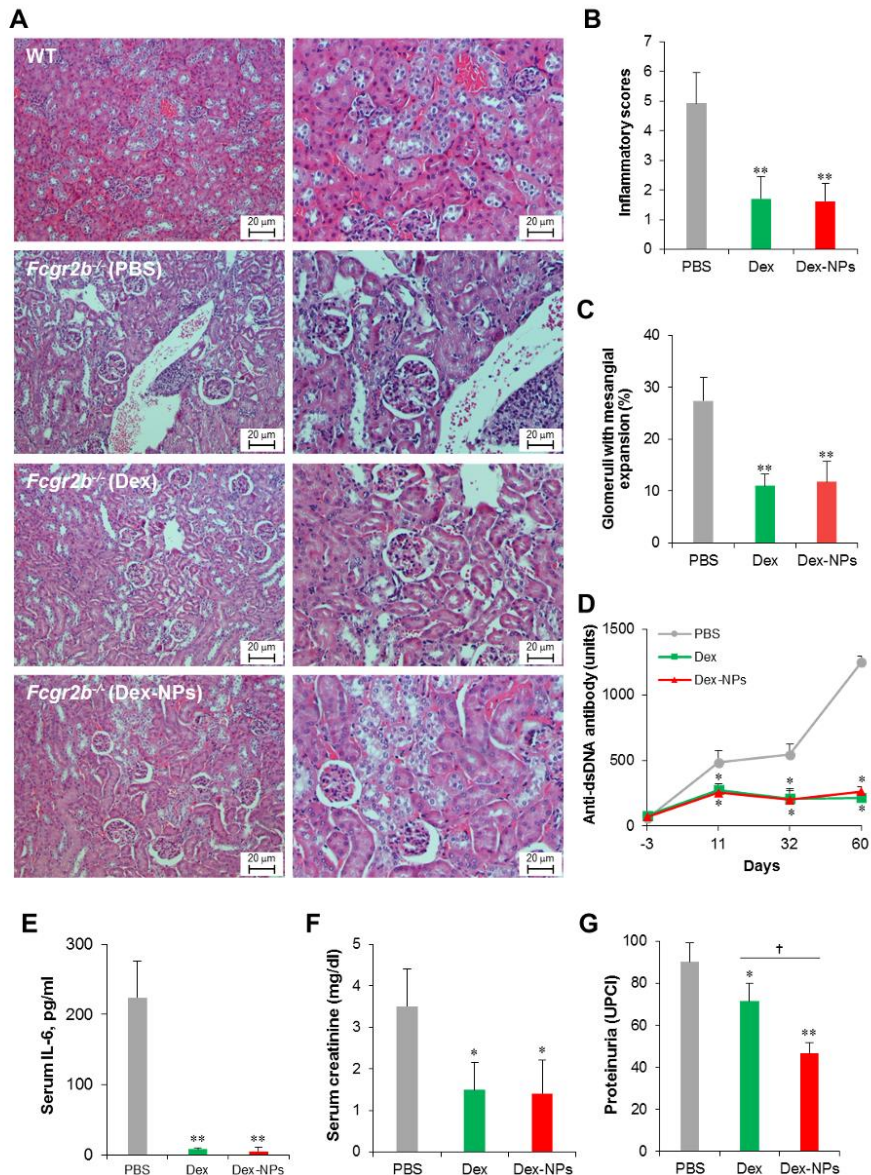 A
WT
20 µm
20 µm
Fcgr2b-/- (PBS)
20 µm
20 µm
Fcgr2b-/- (Dex)
20 µm
20 µm
Fcgr2b-/- (Dex-NPs)
20 µm
20 µm
B
Inflammatory scores
7
6
5
4
3
2
1
0
**
**
PBS Dex Dex-NPs
C
Glomeruli with mesanglal
expansion (%)
40
30
20
10
0
**
**
PBS Dex Dex-NPs
D
Anti-dsDNA antibody (units)
1500
1000
500
0
PBS
Dex
Dex-NPs
* * *
* * *
-3 11 32 60
Days
E
Serum IL-6, pg/ml
300
200
100
0
** **
PBS Dex Dex-NPs
F
Serum creatinine (mg/dl)
5
4
3
2
1
0
* *
PBS Dex Dex-NPs
G
Proteinuria (UPCI)
100
80
60
40
20
0
†
*
**
PBS Dex Dex-NPs